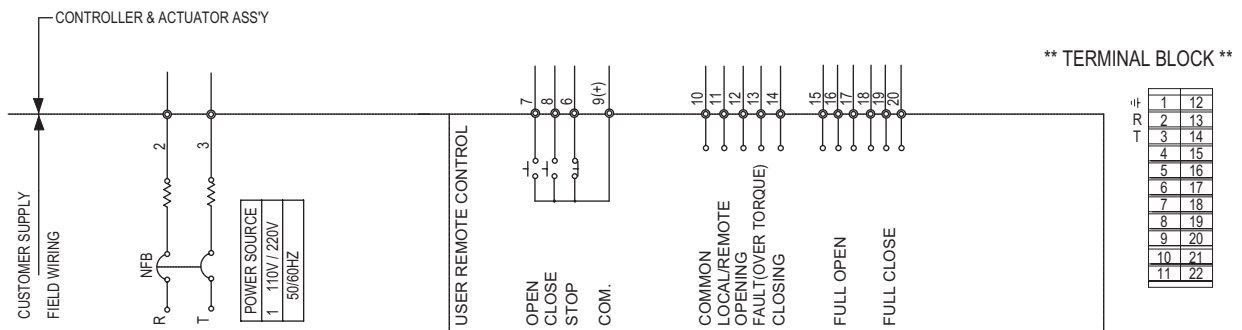 CONTROLLER & ACTUATOR ASS'Y
CUSTOMER SUPPLY
FIELD WIRING
2
3
NFB
R
T
POWER SOURCE
1 110V / 220V
50/60HZ
USER REMOTE CONTROL
7
8
6
9(+)
OPEN
CLOSE
STOP
COM.
10
11
12
13
14
COMMON
LOCAL/REMOTE
OPENING
FAULT(OVER TORQUE)
CLOSING
15
16
17
18
19
20
FULL OPEN
FULL CLOSE
** TERMINAL BLOCK **
1 12
R 2 13
T 3 14
4 15
5 16
6 17
7 18
8 19
9 20
10 21
11 22